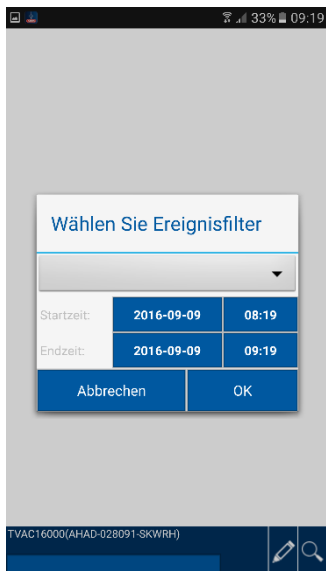 33% 09:19
Wählen Sie Ereignisfilter
Startzeit: 2016-09-09 08:19
Endzeit: 2016-09-09 09:19
Abbrechen OK
TVAC16000(AHAD-028091-SKWRH)